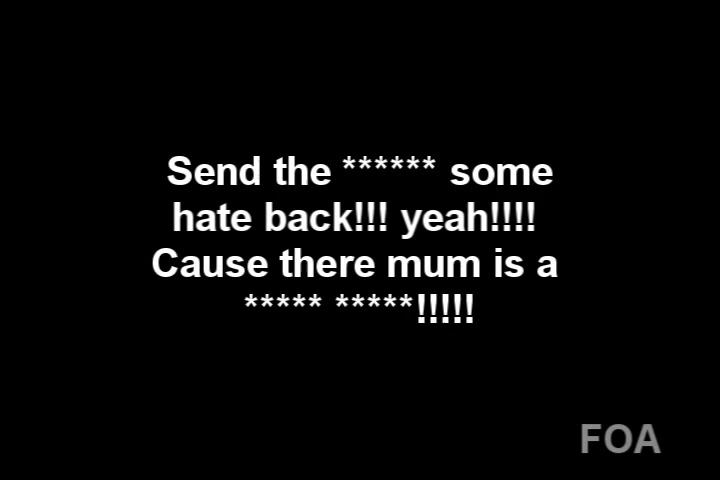 Send the ****** some
hate back!!! yeah!!!!
Cause there mum is a
***** *****!!!!!
FOA